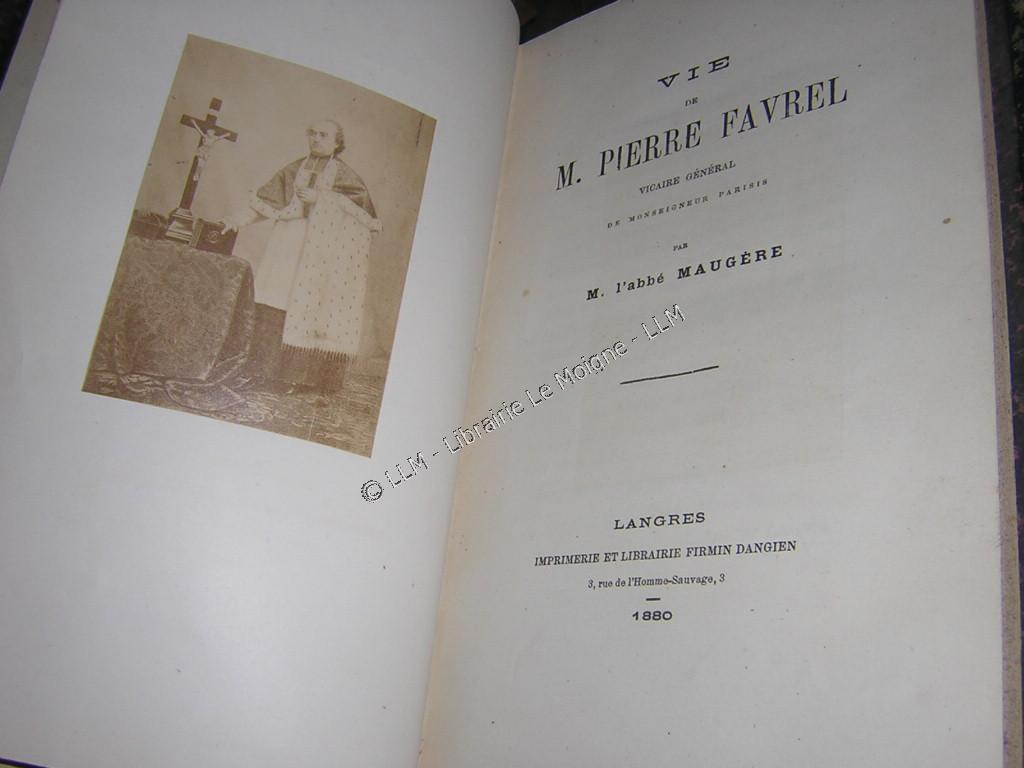 VIE
DE
M. PIERRE FAVREL
VICAIRE GÉNÉRAL
DE MONSEIGNEUR PARISIS
PAR
M. l'abbé MAUGÈRE
LANGRES
IMPRIMERIE ET LIBRAIRIE FIRMIN DANGIEN
3, rue de l'Homme-Sauvage, 3
1880
© LLM - Librairie Le Moigne - LLM